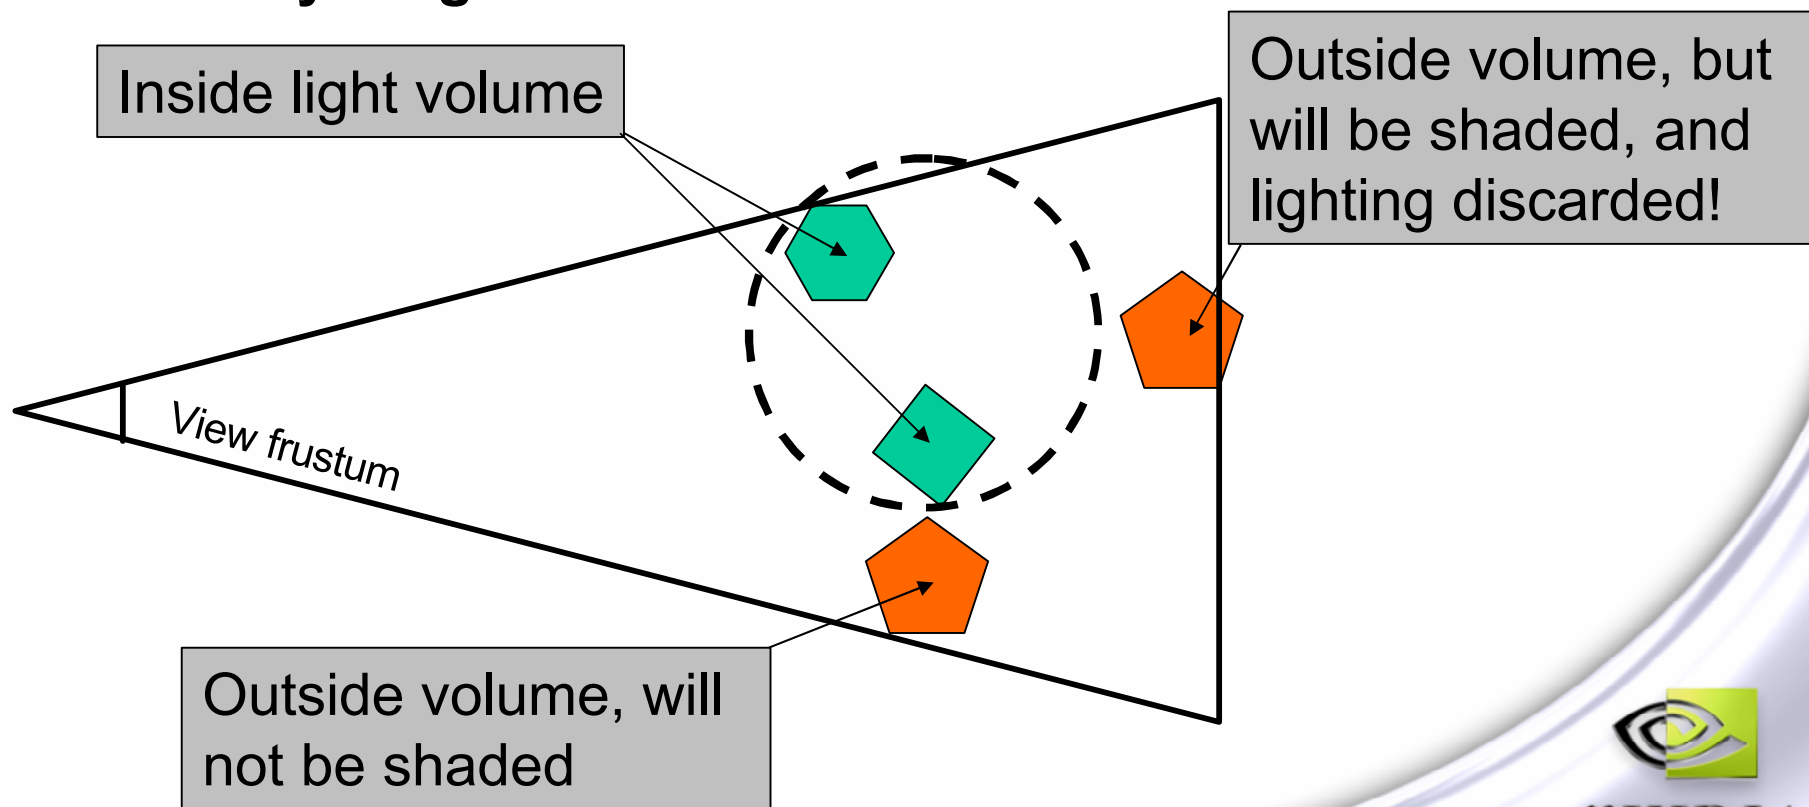 Inside light volume
Outside volume, but
will be shaded, and
lighting discarded!
View frustum
Outside volume, will
not be shaded